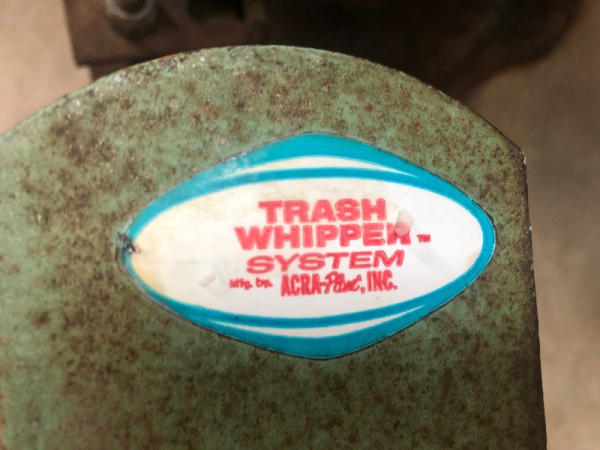 TRASH
WHIPPER™
SYSTEM
Mfg. by. ACRA-Plant, INC.